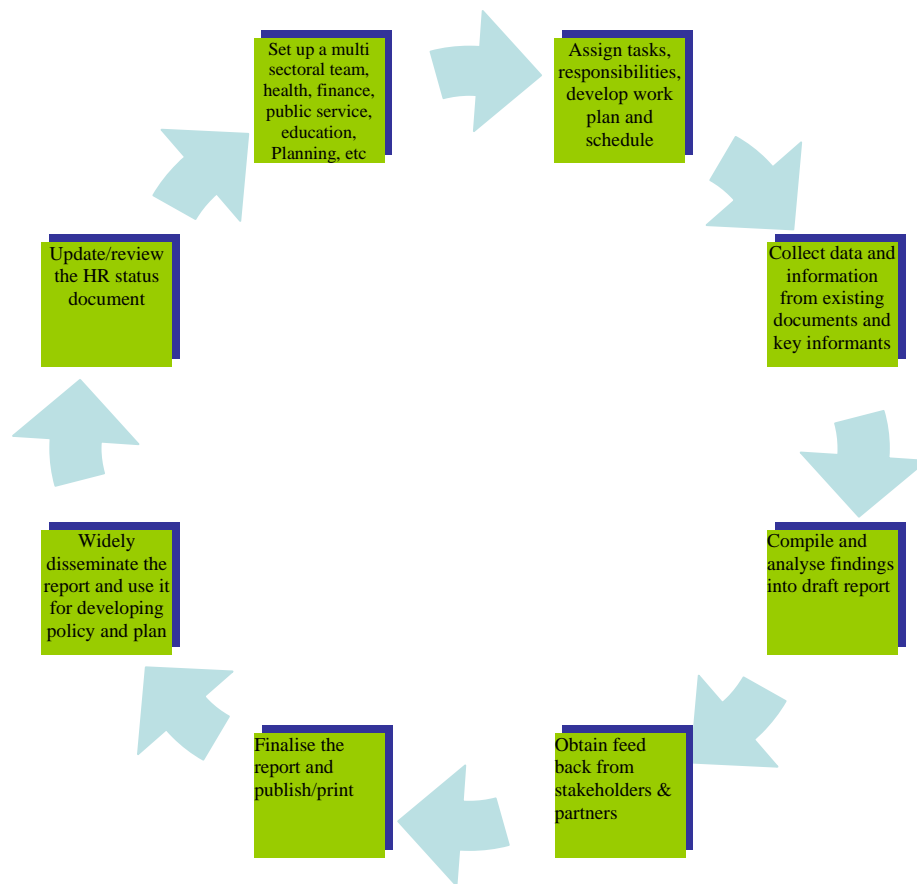 Set up a multi
sectoral team,
health, finance,
public service,
education,
Planning, etc
Assign tasks,
responsibilities,
develop work
plan and
schedule
Collect data and
information
from existing
documents and
key informants
Compile and
analyse findings
into draft report
Obtain feed
back from
stakeholders &
partners
Finalise the
report and
publish/print
Widely
disseminate the
report and use it
for developing
policy and plan
Update/review
the HR status
document